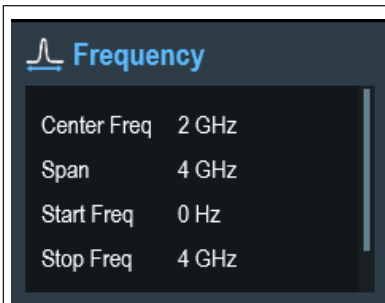 Frequency
Center Freq 2 GHz
Span 4 GHz
Start Freq 0 Hz
Stop Freq 4 GHz